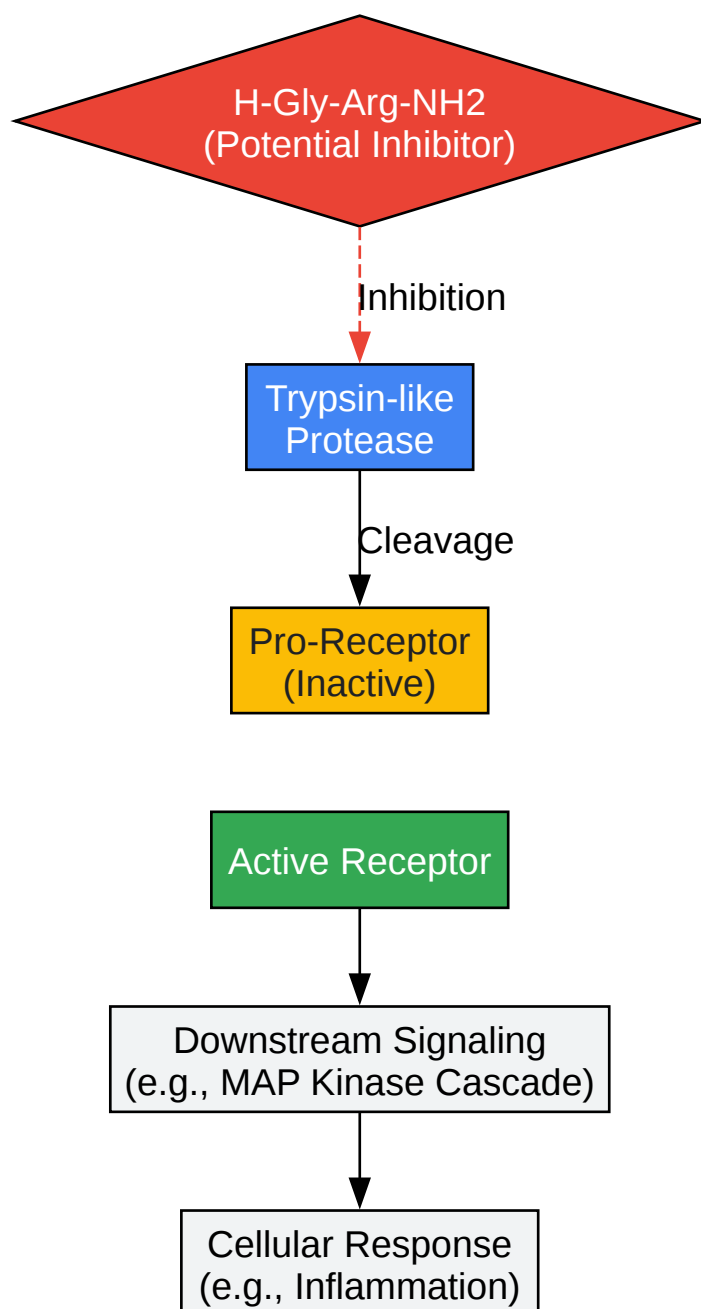 H-Gly-Arg-NH2
(Potential Inhibitor)
Inhibition
Trypsin-like
Protease
Cleavage
Pro-Receptor
(Inactive)
Active Receptor
Downstream Signaling
(e.g., MAP Kinase Cascade)
Cellular Response
(e.g., Inflammation)